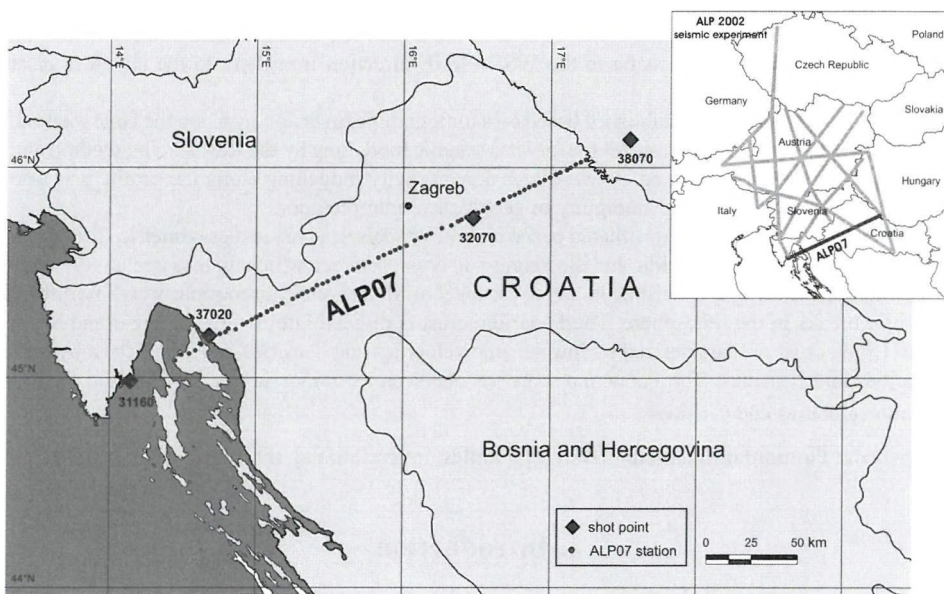 ALP 2002
seismic experiment
Poland
Czech Republic
Germany
Slovakia
Austria
Hungary
Italy
Slovenia
Croatia
ALP07
14°E
15°E
16°E
17°E
Slovenia
46°N
38070
Zagreb
32070
CROATIA
ALP07
37020
45°N
31160
Bosnia and Hercegovina
shot point
ALP07 station
0 25 50 km
44°N